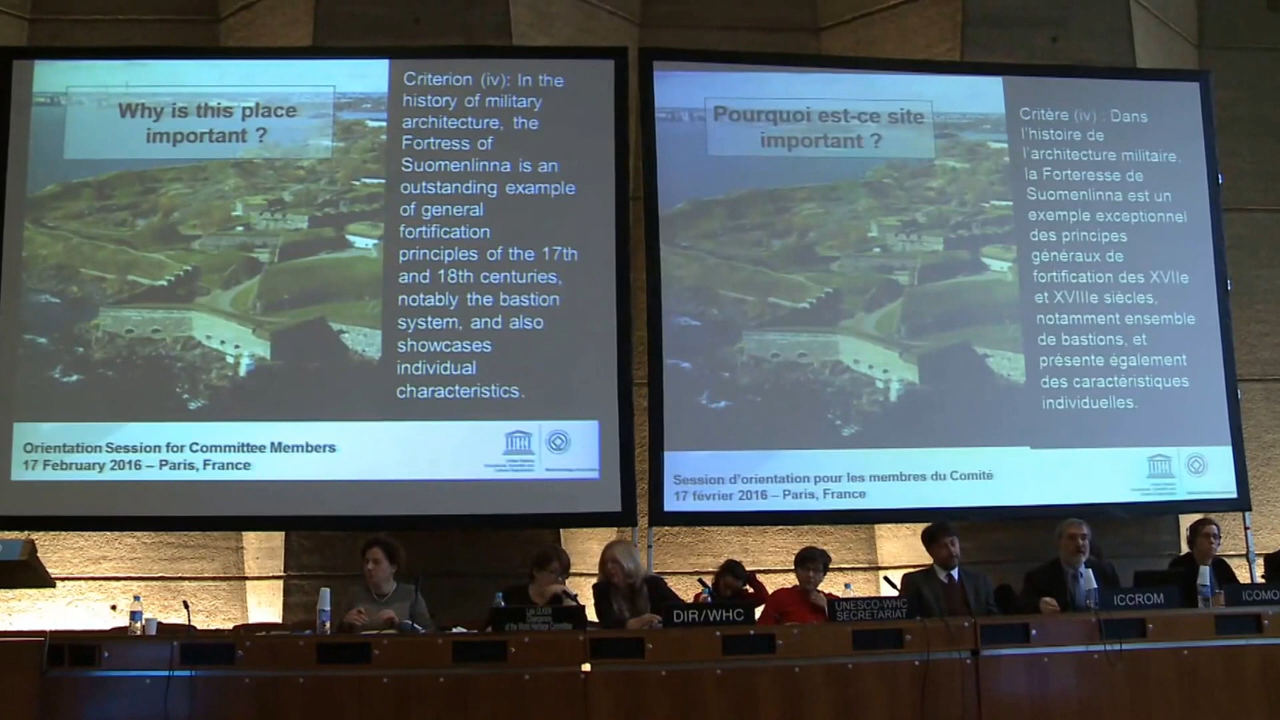 Why is this place
important ?
Criterion (iv): In the
history of military
architecture, the
Fortress of
Suomenlinna is an
outstanding example
of general
fortification
principles of the 17th
and 18th centuries,
notably the bastion
system, and also
showcases
individual
characteristics.
Orientation Session for Committee Members
17 February 2016 – Paris, France
Pourquoi est-ce site
important ?
Critère (iv) : Dans
l'histoire de
l'architecture militaire,
la Forteresse de
Suomenlinna est un
exemple exceptionnel
des principes
généraux de
fortification des XVIIe
et XVIIIe siècles,
notamment ensemble
de bastions, et
présente également
des caractéristiques
individuelles.
Session d'orientation pour les membres du Comité
17 février 2016 – Paris, France
of the World Heritage Committee
DIR/WHC
UNESCO-WHC
SECRETARIAT
ICCROM
ICOMO